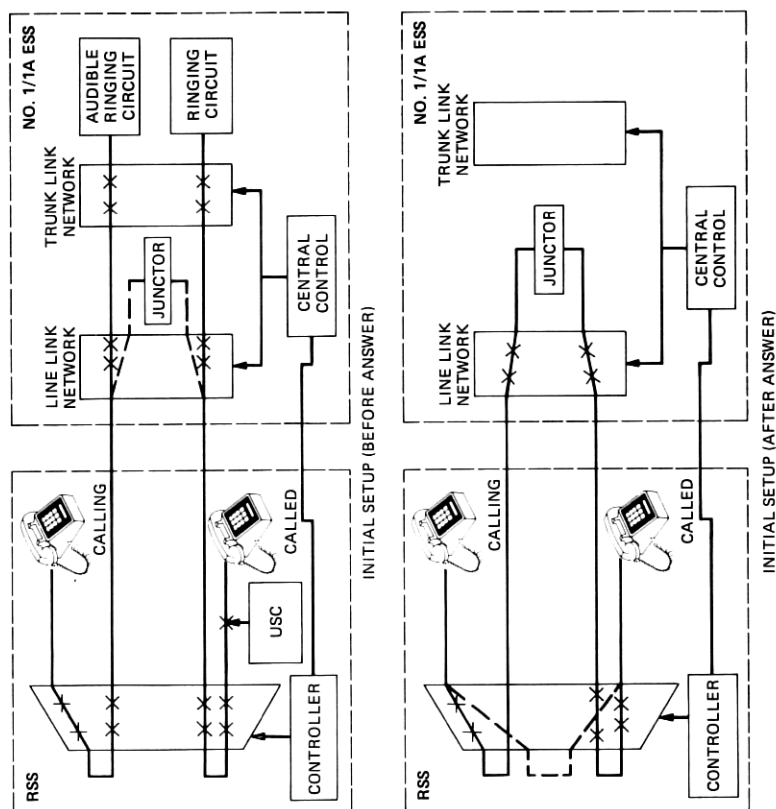 RSS
CALLING
CALLED
USC
CONTROLLER
NO. 1/1A ESS
LINE LINK
NETWORK
TRUNK LINK
NETWORK
AUDIBLE
RINGING
CIRCUIT
RINGING
CIRCUIT
JUNCTOR
CENTRAL
CONTROL
INITIAL SETUP (BEFORE ANSWER)
RSS
CALLING
CALLED
CONTROLLER
NO. 1/1A ESS
LINE LINK
NETWORK
TRUNK LINK
NETWORK
JUNCTOR
CENTRAL
CONTROL
INITIAL SETUP (AFTER ANSWER)